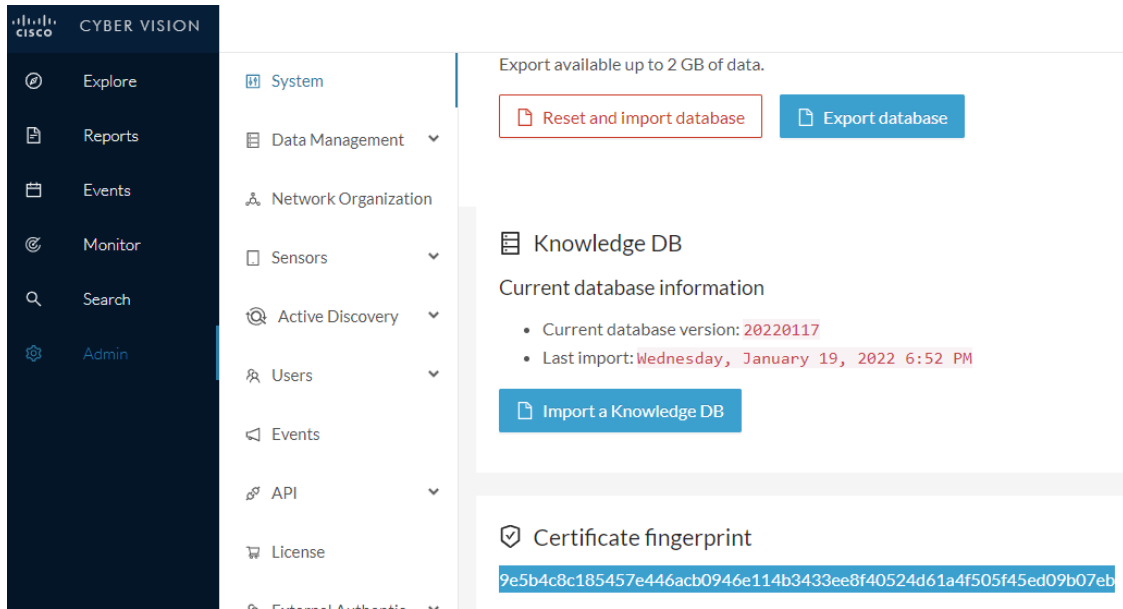 CISCO
CYBER VISION
Explore
Reports
Events
Monitor
Search
Admin
System
Data Management
Network Organization
Sensors
Active Discovery
Users
Events
API
License
External Authentic
Export available up to 2 GB of data.
Reset and import database
Export database
Knowledge DB
Current database information
• Current database version: 20220117
• Last import: Wednesday, January 19, 2022 6:52 PM
Import a Knowledge DB
Certificate fingerprint
9e5b4c8c185457e446acb0946e114b3433ee8f40524d61a4f505f45ed09b07eb